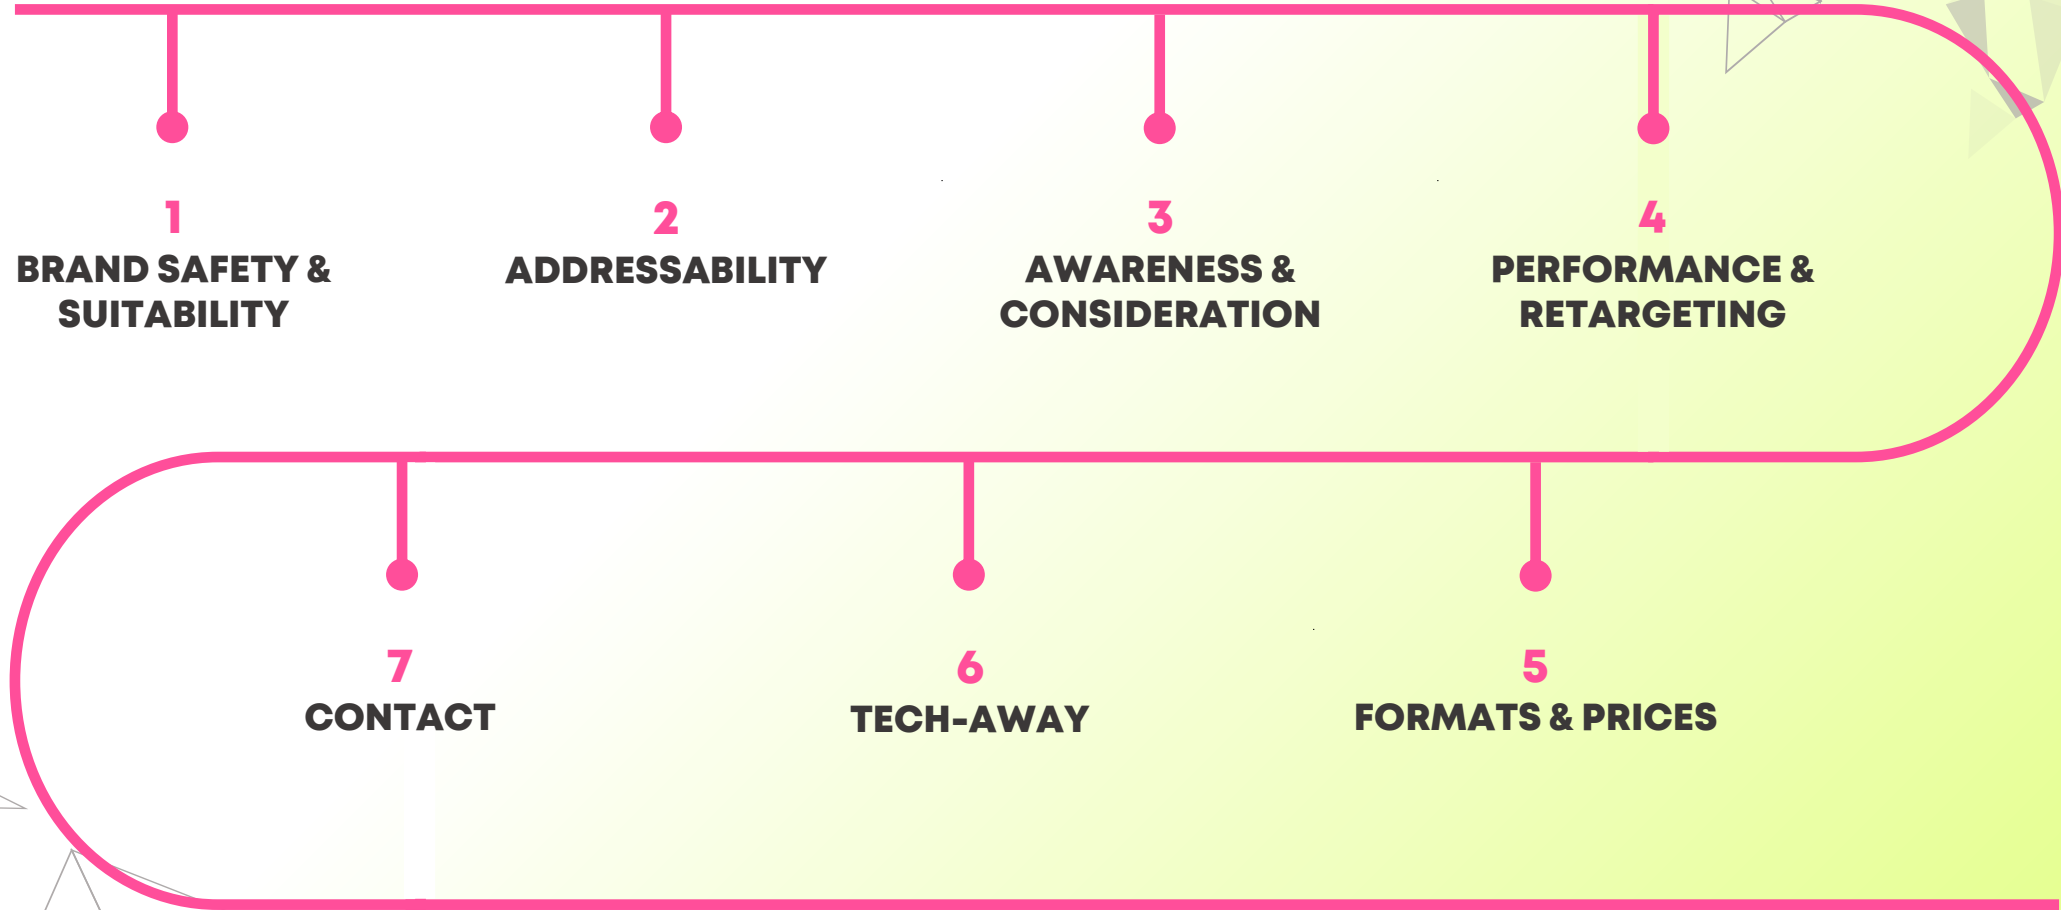 1
BRAND SAFETY &
SUITABILITY
2
ADDRESSABILITY
3
AWARENESS &
CONSIDERATION
4
PERFORMANCE &
RETARGETING
5
FORMATS & PRICES
6
TECH-AWAY
7
CONTACT